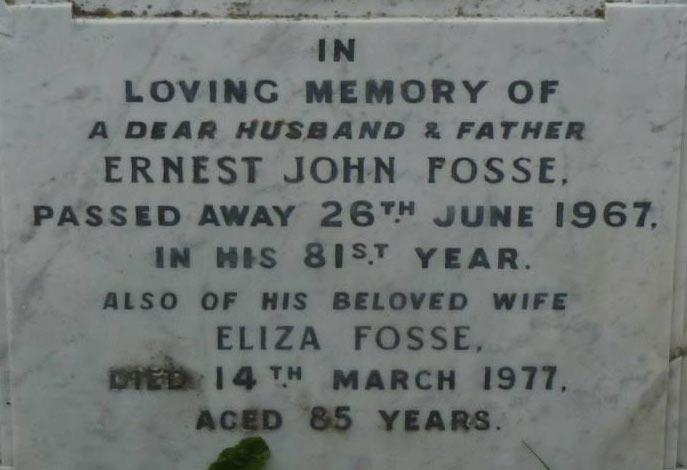 IN
LOVING MEMORY OF
A DEAR HUSBAND & FATHER
ERNEST JOHN FOSSE,
PASSED AWAY 26TH JUNE 1967,
IN HIS 81ST YEAR.
ALSO OF HIS BELOVED WIFE
ELIZA FOSSE,
DIED 14TH MARCH 1977,
AGED 85 YEARS.